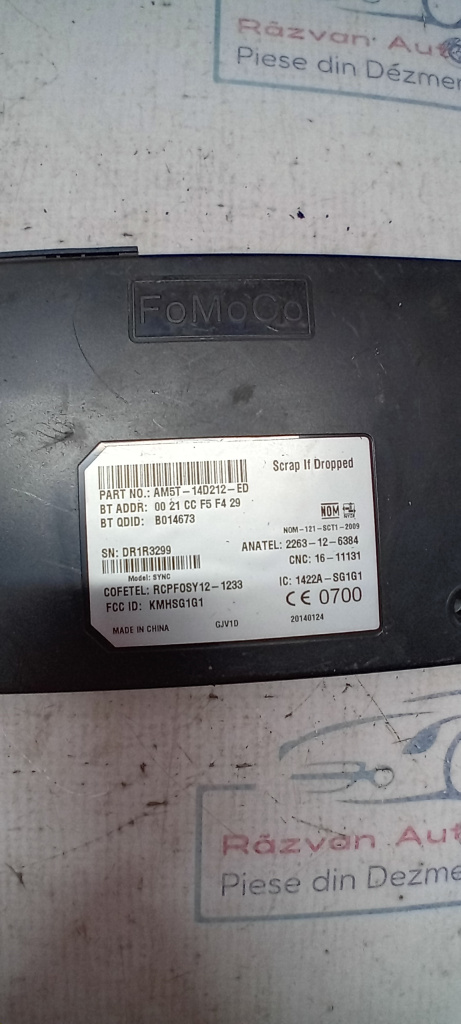 Răzvan Aut
Piese din Dezmem
FoMoCo
PART NO.: AM5T-14D212-ED
Scrap If Dropped
BT ADDR: 00 21 CC F5 F4 29
BT QDID: B014673
NOM
NOM-121-SCT1-2009
SN: DR1R3299
ANATEL: 2263-12-6384
CNC: 16-11131
Model: SYNC
COFETEL: RCPFOSY12-1233
IC: 1422A-SG1G1
FCC ID: KMHSG1G1
CE 0700
MADE IN CHINA
GJV1D
20140124
Răzvan Aut
Piese din Dezme